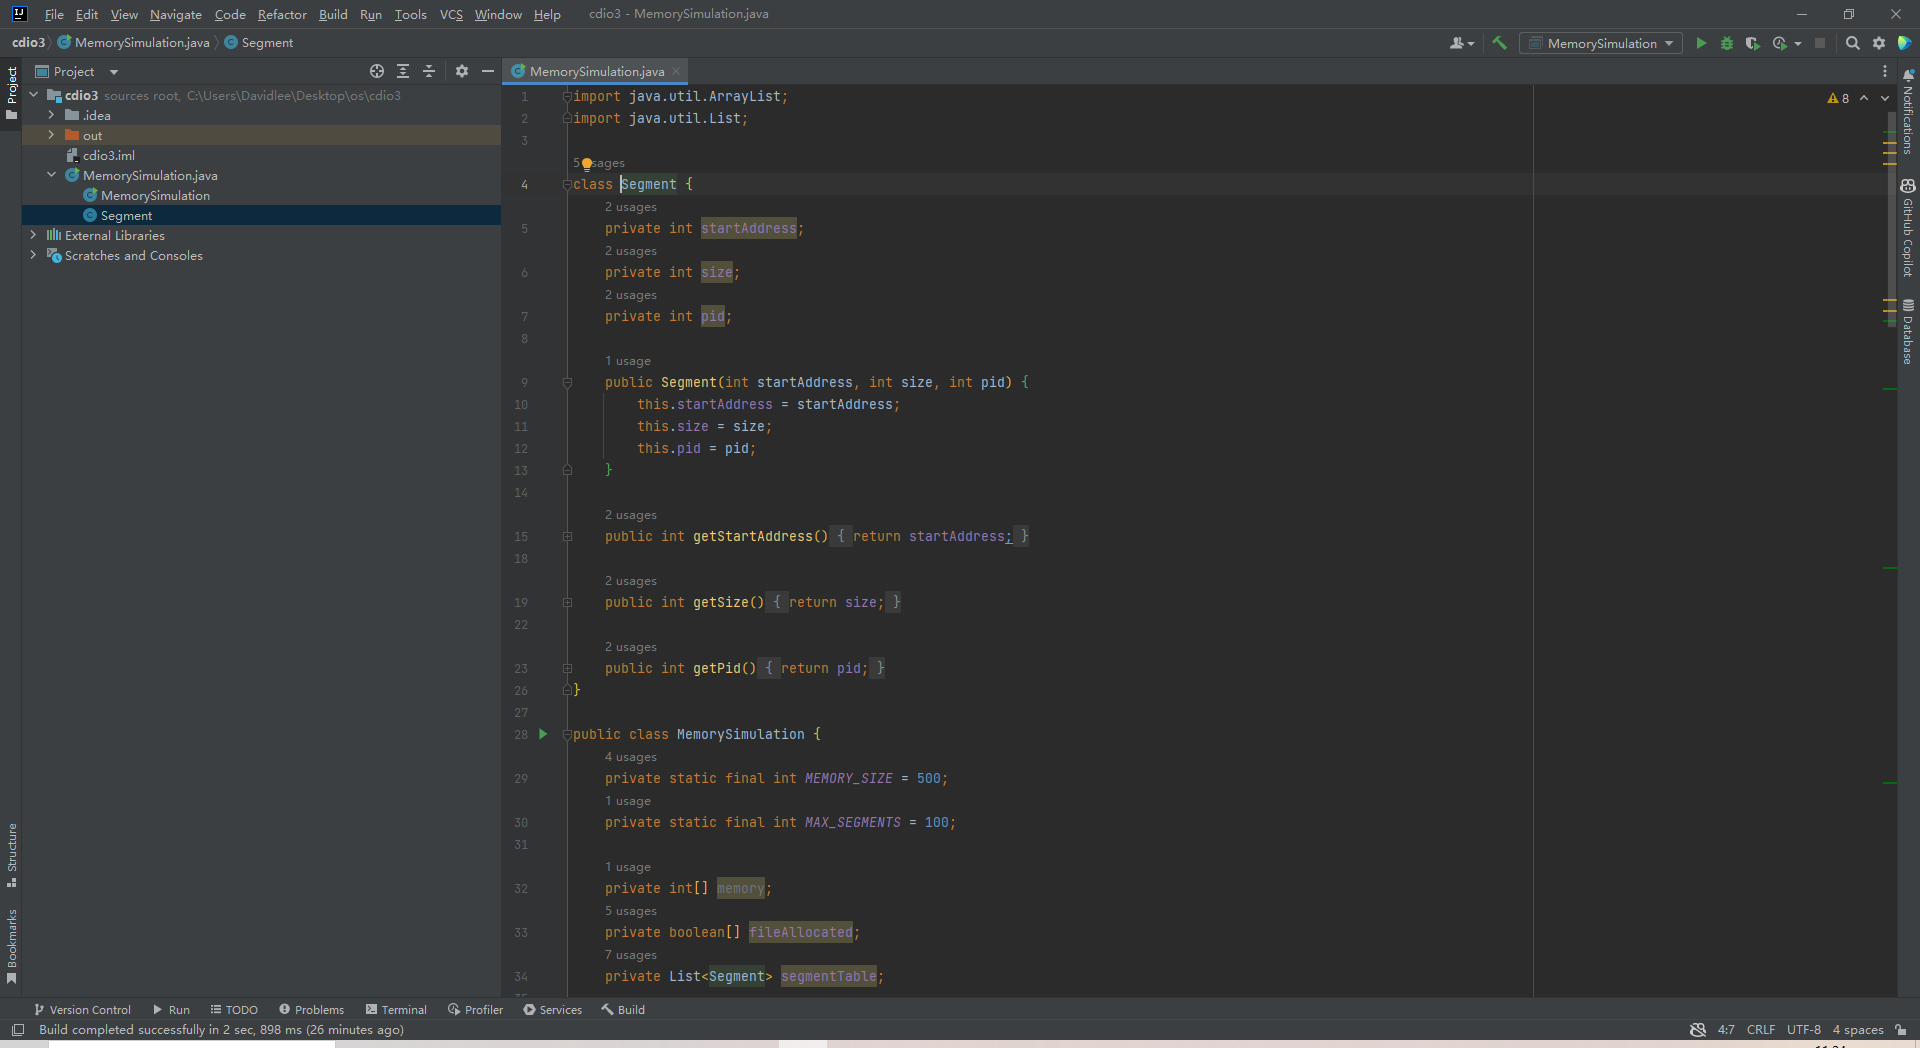 File Edit View Navigate Code Refactor Build Run Tools VCS Window Help cdio3 - MemorySimulation.java
cdio3 MemorySimulation.java Segment
MemorySimulation
Project
cdio3 sources root, C:\Users\Davidlee\Desktop\os\cdio3
.idea
out
cdio3.iml
MemorySimulation.java
MemorySimulation
Segment
External Libraries
Scratches and Consoles
Project
Structure
Bookmarks
MemorySimulation.java
8
1 import java.util.ArrayList;
2 import java.util.List;
3
5 sages
4 class Segment {
2 usages
5 private int startAddress;
2 usages
6 private int size;
2 usages
7 private int pid;
8
1 usage
9 public Segment(int startAddress, int size, int pid) {
10 this.startAddress = startAddress;
11 this.size = size;
12 this.pid = pid;
13 }
14
2 usages
15 public int getStartAddress() { return startAddress; }
18
2 usages
19 public int getSize() { return size; }
22
2 usages
23 public int getPid() { return pid; }
26 }
27
28 public class MemorySimulation {
4 usages
29 private static final int MEMORY_SIZE = 500;
1 usage
30 private static final int MAX_SEGMENTS = 100;
31
1 usage
32 private int[] memory;
5 usages
33 private boolean[] fileAllocated;
7 usages
34 private List<Segment> segmentTable;
Notifications
GitHub Copilot
Database
Version Control Run TODO Problems Terminal Profiler Services Build
Build completed successfully in 2 sec, 898 ms (26 minutes ago)
4:7 CRLF UTF-8 4 spaces